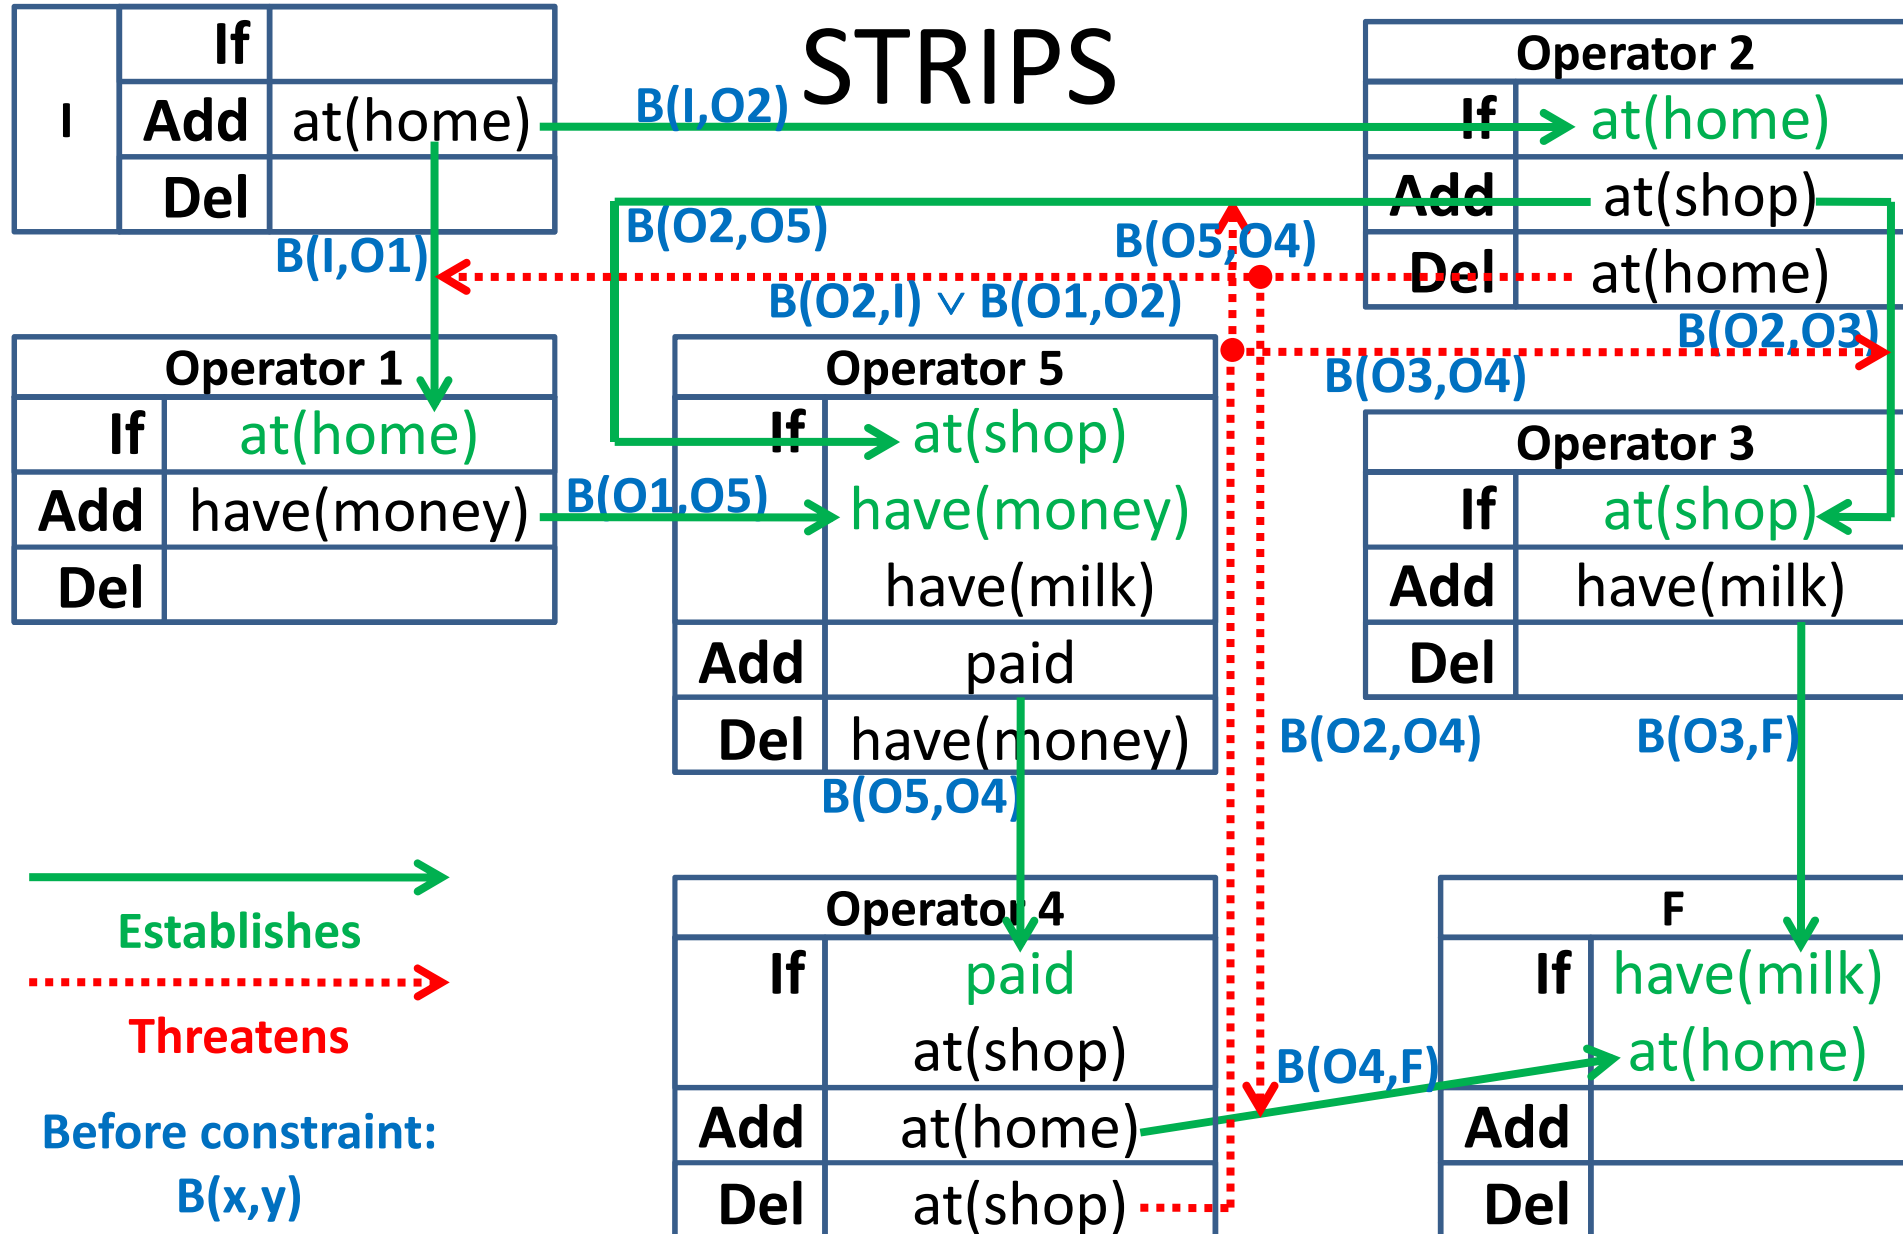 STRIPS
I
If
Add at(home)
Del
B(I,O2)
Operator 2
If at(home)
Add at(shop)
Del at(home)
B(O2,O5)
B(O5,O4)
B(I,O1)
B(O2,I) ∨ B(O1,O2)
B(O2,O3)
B(O3,O4)
Operator 1
If at(home)
Add have(money)
Del
B(O1,O5)
Operator 5
If at(shop)
have(money)
have(milk)
Add paid
Del have(money)
Operator 3
If at(shop)
Add have(milk)
Del
B(O2,O4)
B(O3,F)
B(O5,O4)
Establishes
Threatens
Before constraint:
B(x,y)
Operator 4
If paid
at(shop)
Add at(home)
Del at(shop)
B(O4,F)
F
If have(milk)
at(home)
Add
Del